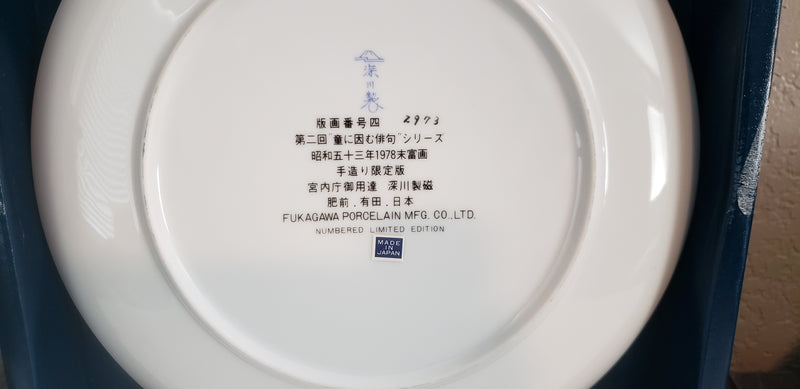 深
川
製
版画番号四 2973
第二回"童に因む俳句"シリーズ
昭和五十三年1978末富画
手造り限定版
宮内庁御用達 深川製磁
肥前.有田.日本
FUKAGAWA PORCELAIN MFG. CO.,LTD.
NUMBERED LIMITED EDITION
MADE
IN
JAPAN